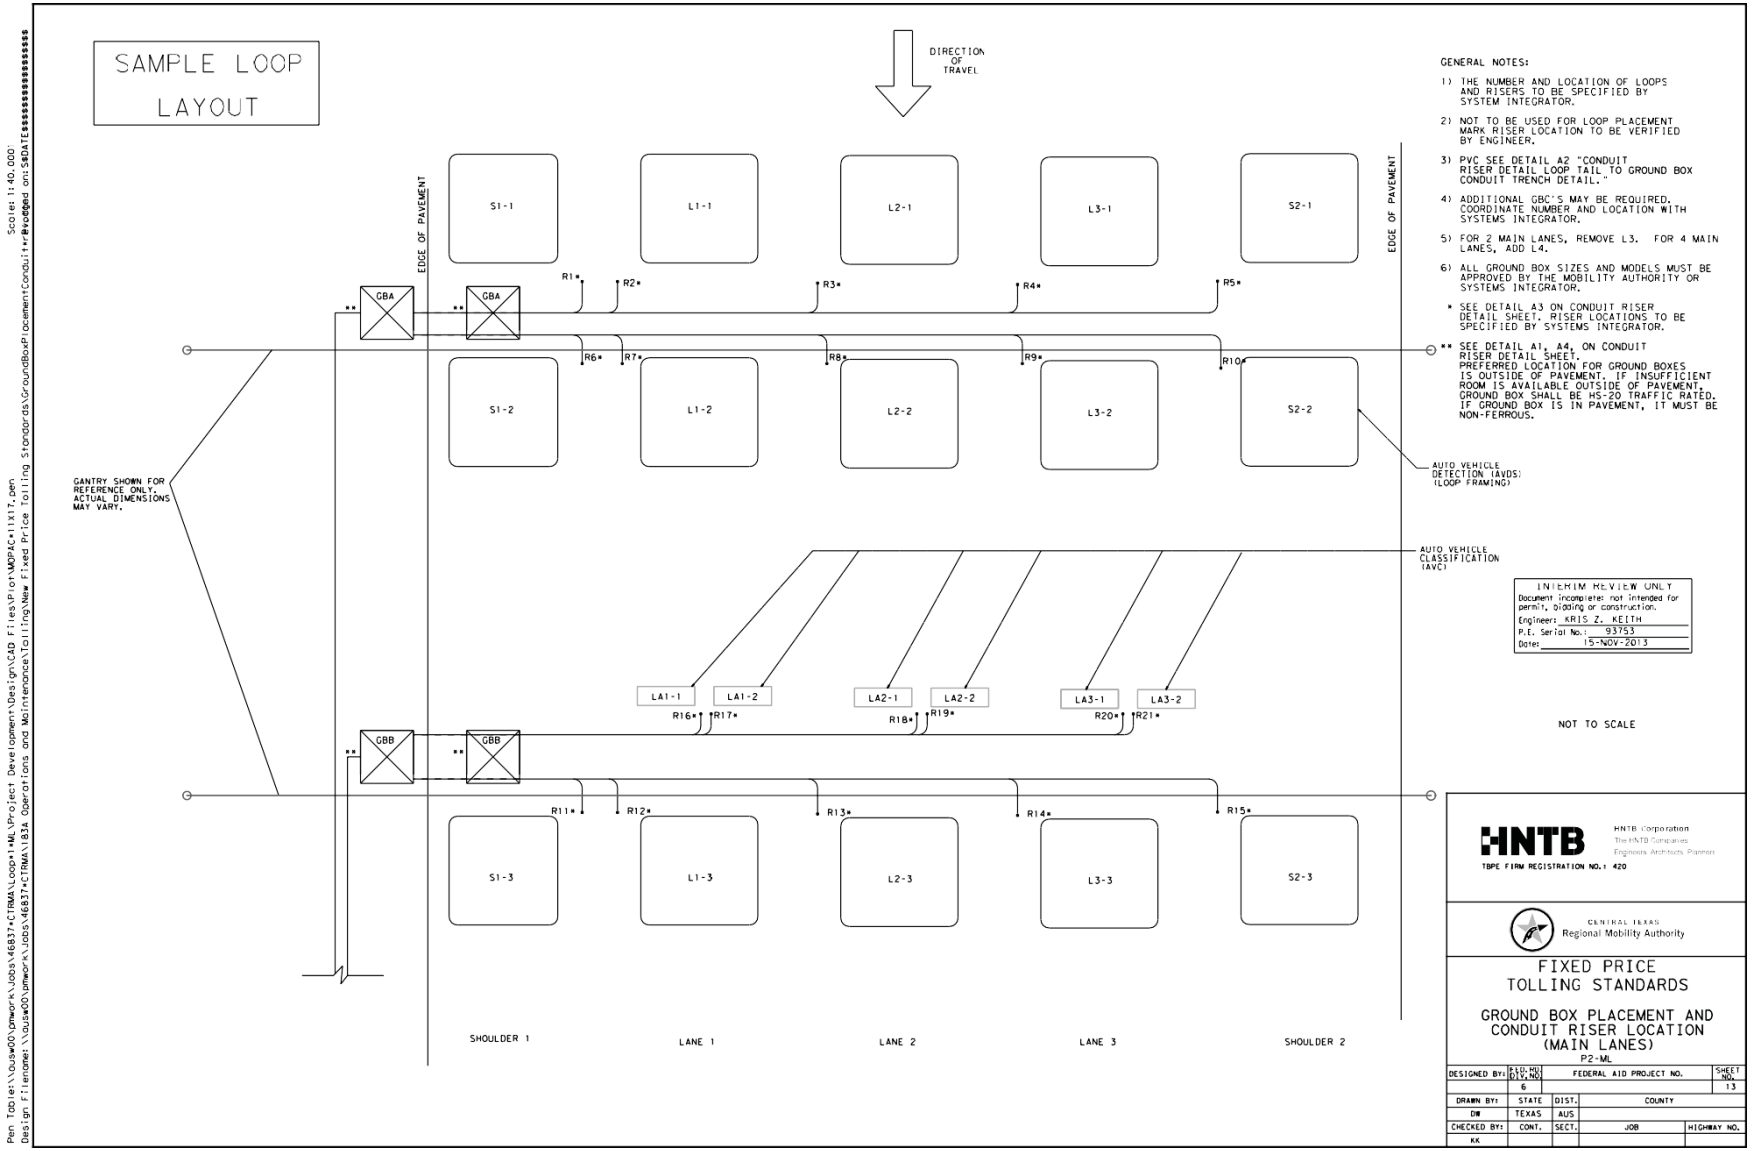 SAMPLE LOOP
LAYOUT
DIRECTION
OF
TRAVEL
GENERAL NOTES:
1) THE NUMBER AND LOCATION OF LOOPS
AND RISERS TO BE SPECIFIED BY
SYSTEM INTEGRATOR.
2) NOT TO BE USED FOR LOOP PLACEMENT
MARK RISER LOCATION TO BE VERIFIED
BY ENGINEER.
3) PVC SEE DETAIL A2 "CONDUIT
RISER DETAIL LOOP TAIL TO GROUND BOX
CONDUIT TRENCH DETAIL."
4) ADDITIONAL GBC'S MAY BE REQUIRED.
COORDINATE NUMBER AND LOCATION WITH
SYSTEMS INTEGRATOR.
5) FOR 2 MAIN LANES, REMOVE L3. FOR 4 MAIN
LANES, ADD L4.
6) ALL GROUND BOX SIZES AND MODELS MUST BE
APPROVED BY THE MOBILITY AUTHORITY OR
SYSTEMS INTEGRATOR.
* SEE DETAIL A3 ON CONDUIT RISER
DETAIL SHEET. RISER LOCATIONS TO BE
SPECIFIED BY SYSTEMS INTEGRATOR.
** SEE DETAIL A1, A4, ON CONDUIT
RISER DETAIL SHEET.
PREFERRED LOCATION FOR GROUND BOXES
IS OUTSIDE OF PAVEMENT. IF INSUFFICIENT
ROOM IS AVAILABLE OUTSIDE OF PAVEMENT,
GROUND BOX SHALL BE HS-20 TRAFFIC RATED.
IF GROUND BOX IS IN PAVEMENT, IT MUST BE
NON-FERROUS.
EDGE OF PAVEMENT
EDGE OF PAVEMENT
S1-1
L1-1
L2-1
L3-1
S2-1
R1*
R2*
R3*
R4*
R5*
**
GBA
GBA
R6*
R7*
R8*
R9*
R10*
S1-2
L1-2
L2-2
L3-2
S2-2
AUTO VEHICLE
DETECTION (AVDS)
(LOOP FRAMING)
GANTRY SHOWN FOR
REFERENCE ONLY.
ACTUAL DIMENSIONS
MAY VARY.
AUTO VEHICLE
CLASSIFICATION
(AVC)
INTERIM REVIEW ONLY
Document incomplete: not intended for
permit, bidding or construction.
Engineer: KRIS Z. KEITH
P.E. Serial No.: 93753
Date: 15-NOV-2013
LA1-1
LA1-2
LA2-1
LA2-2
LA3-1
LA3-2
R16*
R17*
R18*
R19*
R20*
R21*
NOT TO SCALE
**
GBB
**
GBB
**
R11*
R12*
R13*
R14*
R15*
S1-3
L1-3
L2-3
L3-3
S2-3
SHOULDER 1
LANE 1
LANE 2
LANE 3
SHOULDER 2
HNTB
HNTB Corporation
The HNTB Companies
Engineers Architects Planners
TBPE FIRM REGISTRATION NO.: 420
CENTRAL TEXAS
Regional Mobility Authority
FIXED PRICE
TOLLING STANDARDS
GROUND BOX PLACEMENT AND
CONDUIT RISER LOCATION
(MAIN LANES)
P2-ML
DESIGNED BY: FED.RD. DIV.NO. FEDERAL AID PROJECT NO. SHEET NO.
6 13
DRAWN BY: STATE DIST. COUNTY
DW TEXAS AUS
CHECKED BY: CONT. SECT. JOB HIGHWAY NO.
KK
Scale: 1:40.000